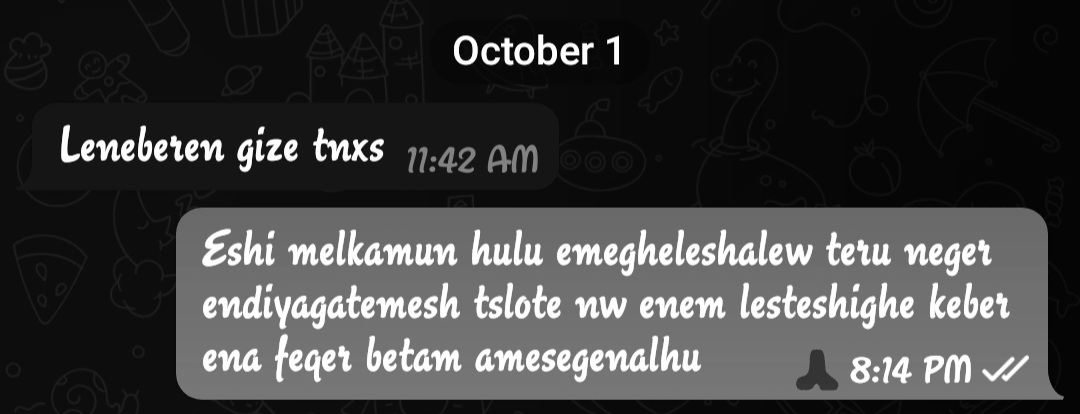 October 1
Leneberen gize tnxs 11:42 AM
Eshi melkamun hulu emegheleshalew teru neger
endiyagatemesh tslote nw enem lesteshighe keber
ena feqer betam amesegenalhu 8:14 PM